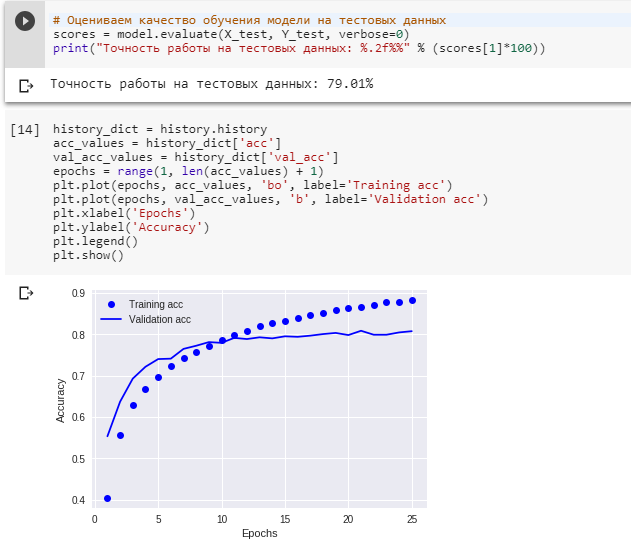 # Оцениваем качество обучения модели на тестовых данных
scores = model.evaluate(X_test, Y_test, verbose=0)
print("Точность работы на тестовых данных: %.2f%%" % (scores[1]*100))
Точность работы на тестовых данных: 79.01%
[14] history_dict = history.history
acc_values = history_dict['acc']
val_acc_values = history_dict['val_acc']
epochs = range(1, len(acc_values) + 1)
plt.plot(epochs, acc_values, 'bo', label='Training acc')
plt.plot(epochs, val_acc_values, 'b', label='Validation acc')
plt.xlabel('Epochs')
plt.ylabel('Accuracy')
plt.legend()
plt.show()
0.9
Training acc
Validation acc
0.8
0.7
Accuracy
0.6
0.5
0.4
0 5 10 15 20 25
Epochs